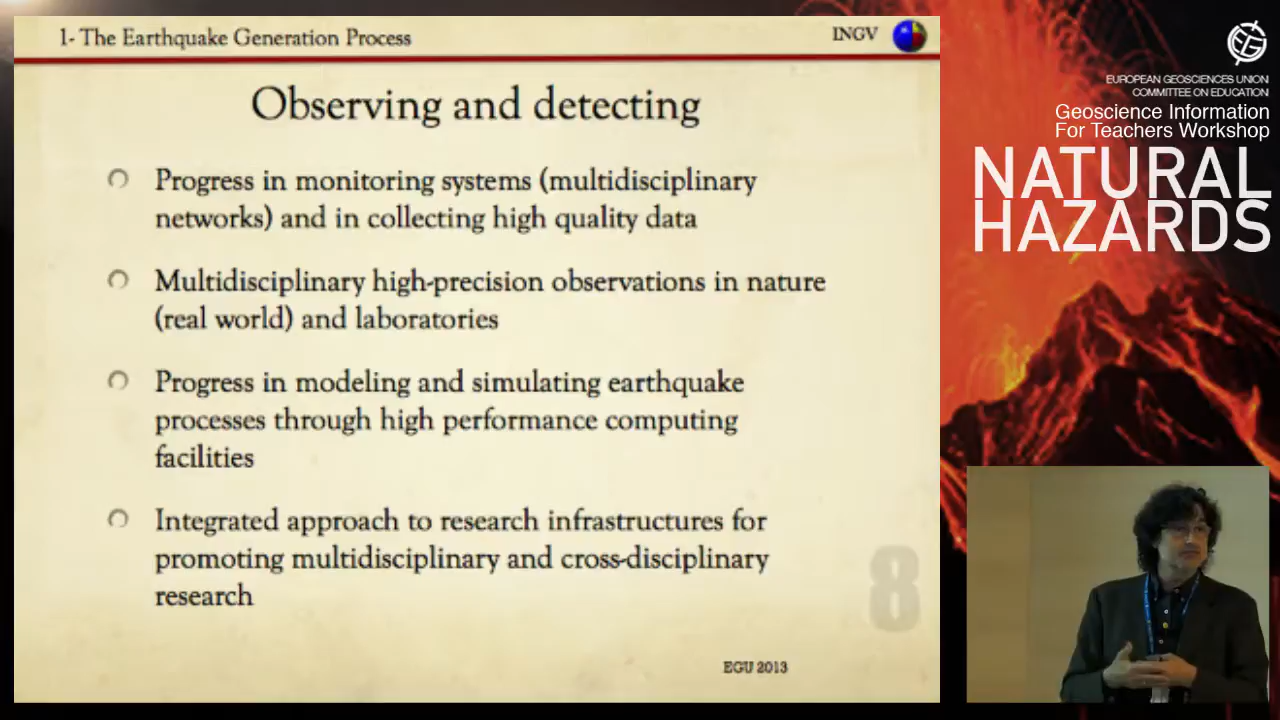 1- The Earthquake Generation Process
INGV
Observing and detecting
Progress in monitoring systems (multidisciplinary
networks) and in collecting high quality data
Multidisciplinary high-precision observations in nature
(real world) and laboratories
Progress in modeling and simulating earthquake
processes through high performance computing
facilities
Integrated approach to research infrastructures for
promoting multidisciplinary and cross-disciplinary
research
8
EGU 2013
EUROPEAN GEOSCIENCES UNION
COMMITTEE ON EDUCATION
Geoscience Information
For Teachers Workshop
NATURAL
HAZARDS